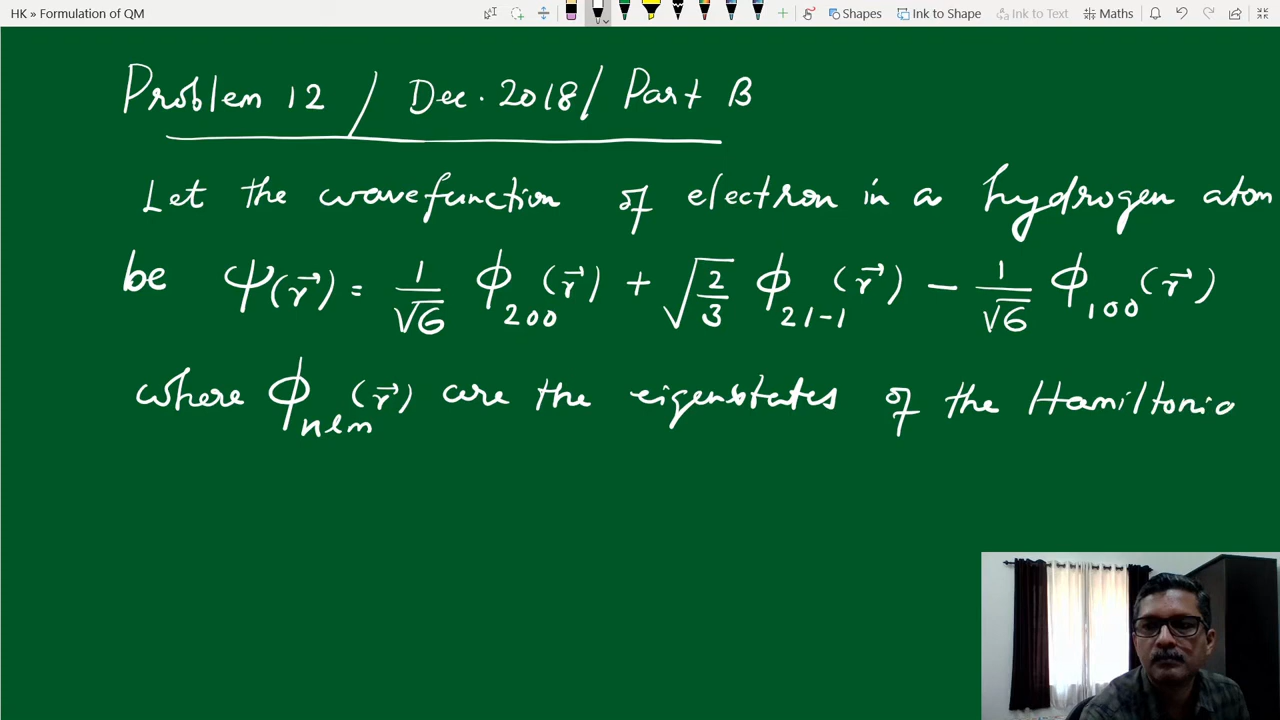 HK » Formulation of QM
Shapes Ink to Shape Ink to Text Maths
Problem 12 / Dec. 2018 / Part B
Let the wavefunction of electron in a hydrogen atom
be ψ(r⃗) = 1/√6 ϕ₂₀₀(r⃗) + √(2/3) ϕ₂₁₋₁(r⃗) − 1/√6 ϕ₁₀₀(r⃗)
where ϕₙₗₘ(r⃗) are the eigenstates of the Hamiltonia